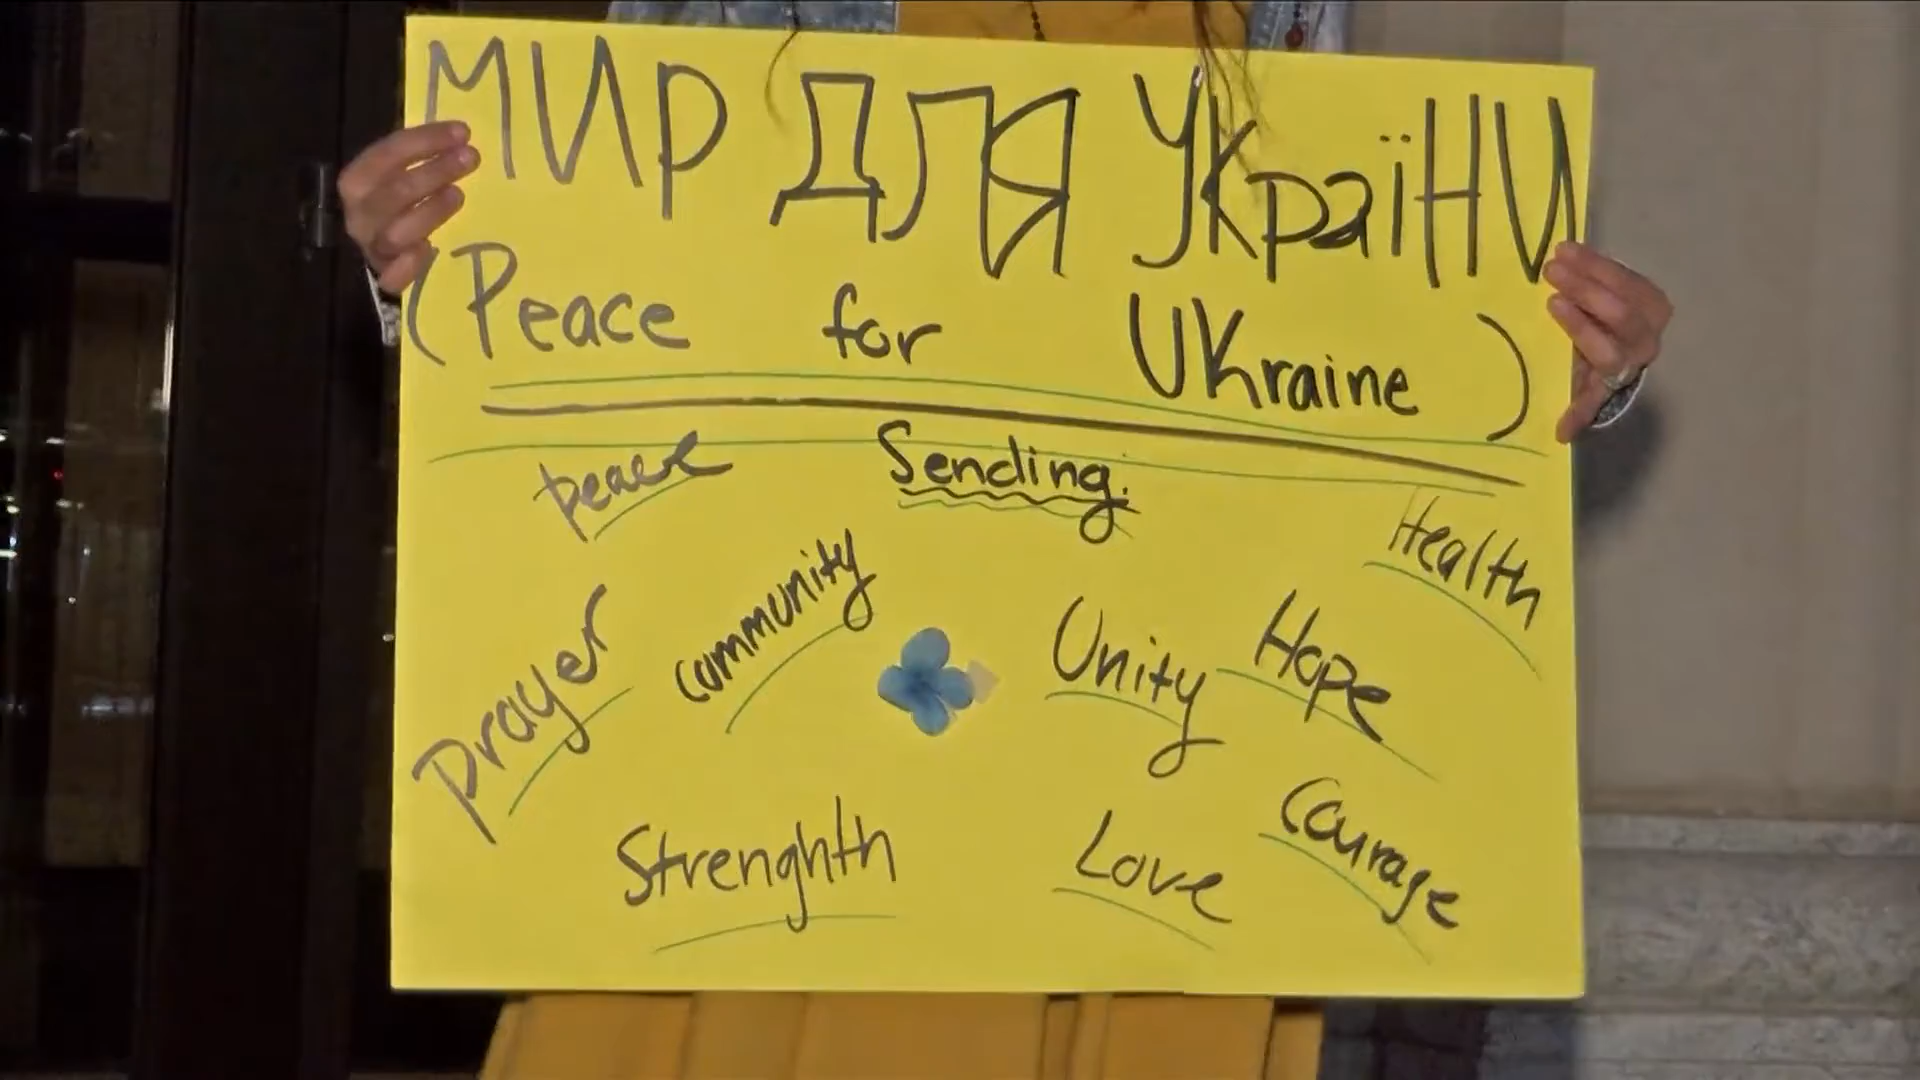 МИР ДЛЯ УКраїНИ
(Peace for UKraine)
Sending:
peace
Health
community
Prayer
Unity
Hope
Strenghth
Love
Courage